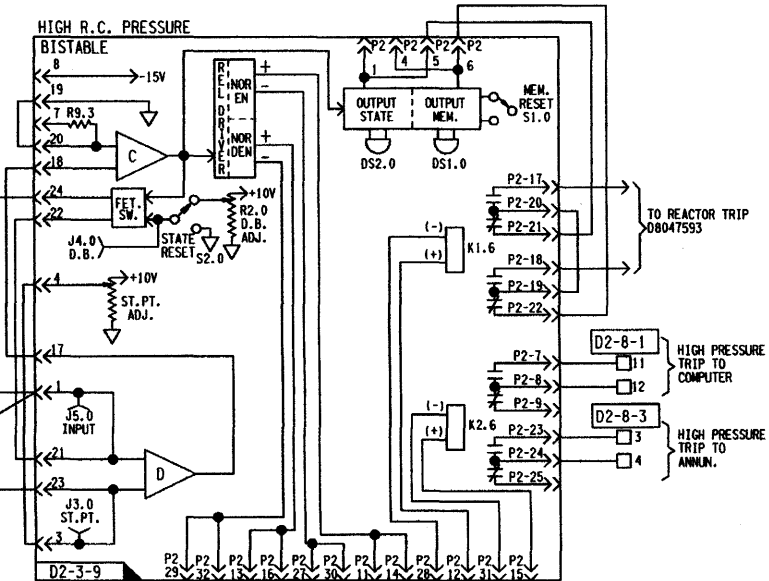 HIGH R.C. PRESSURE
BISTABLE
8
-15V
19
7 R9.3
20
18
C
24
22
FET.
SW.
J4.0
D.B.
STATE
RESET
S2.0
+10V
R2.0
D.B.
ADJ.
4
+10V
ST.PT.
ADJ.
17
1
J5.0
INPUT
21
23
D
J3.0
ST.PT.
3
D2-3-9
REL DRIVER
NOR
EN
NOR
DEN
+
-
+
-
P2 P2 P2 P2
1 4 5 6
OUTPUT
STATE
OUTPUT
MEM.
MEM.
RESET
S1.0
DS2.0
DS1.0
(-)
(+)
K1.6
P2-17
P2-20
P2-21
P2-18
P2-19
P2-22
TO REACTOR TRIP
D8047593
(-)
(+)
K2.6
P2-7
P2-8
P2-9
P2-23
P2-24
P2-25
D2-8-1
11
12
HIGH PRESSURE
TRIP TO
COMPUTER
D2-8-3
3
4
HIGH PRESSURE
TRIP TO
ANNUN.
P2 P2 P2 P2 P2 P2 P2 P2 P2 P2 P2 P2
29 32 13 16 27 30 11 14 28 12 31 15